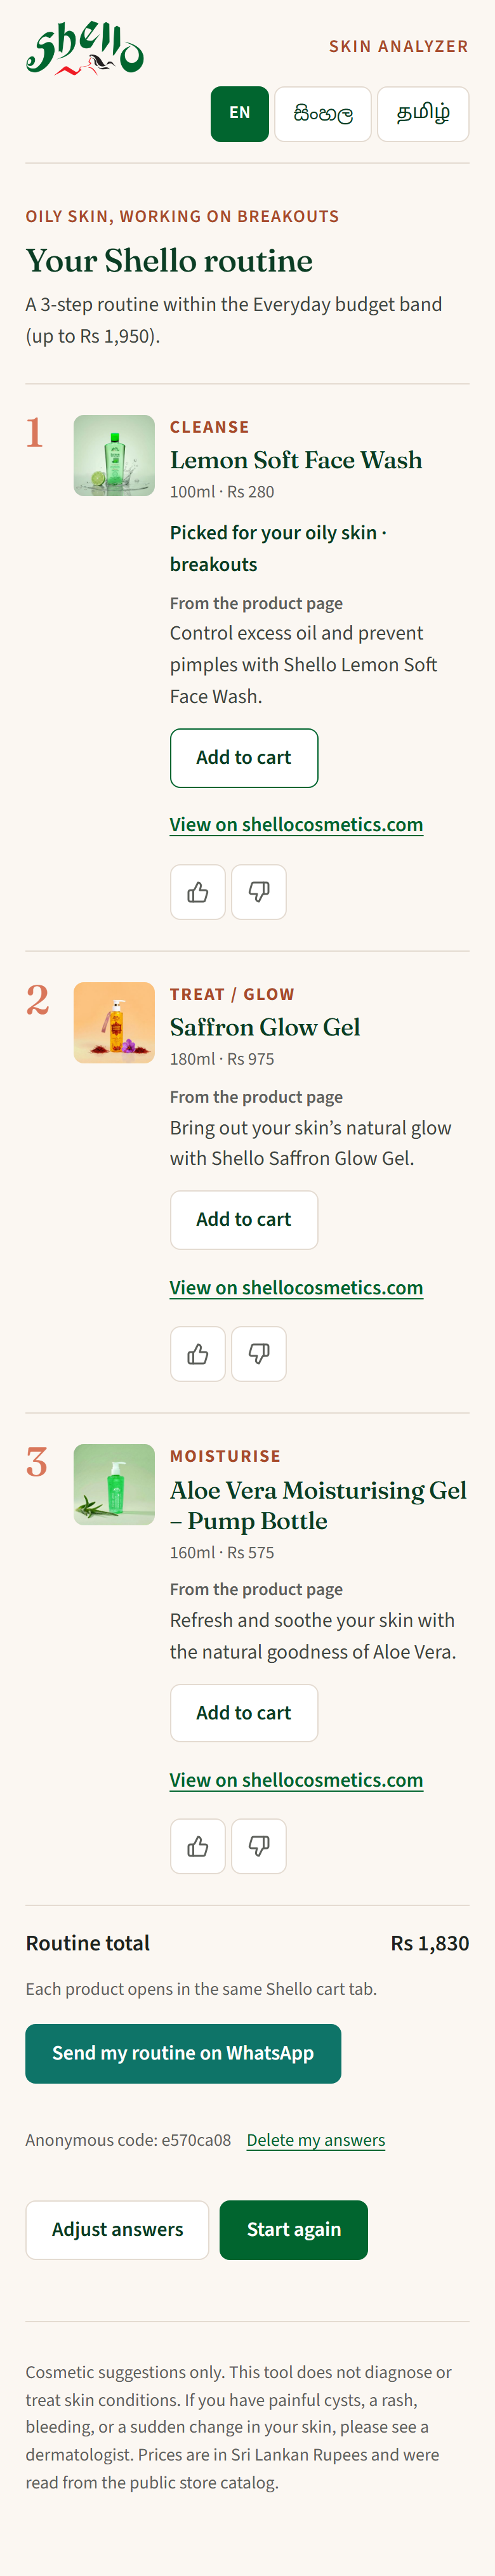 Shello
SKIN ANALYZER
EN
සිංහල
தமிழ்
OILY SKIN, WORKING ON BREAKOUTS
Your Shello routine
A 3-step routine within the Everyday budget band
(up to Rs 1,950).
1
CLEANSE
Lemon Soft Face Wash
100ml · Rs 280
Picked for your oily skin ·
breakouts
From the product page
Control excess oil and prevent
pimples with Shello Lemon Soft
Face Wash.
Add to cart
View on shellocosmetics.com
2
TREAT / GLOW
Saffron Glow Gel
180ml · Rs 975
From the product page
Bring out your skin’s natural glow
with Shello Saffron Glow Gel.
Add to cart
View on shellocosmetics.com
3
MOISTURISE
Aloe Vera Moisturising Gel
– Pump Bottle
160ml · Rs 575
From the product page
Refresh and soothe your skin with
the natural goodness of Aloe Vera.
Add to cart
View on shellocosmetics.com
Routine total
Rs 1,830
Each product opens in the same Shello cart tab.
Send my routine on WhatsApp
Anonymous code: e570ca08
Delete my answers
Adjust answers
Start again
Cosmetic suggestions only. This tool does not diagnose or
treat skin conditions. If you have painful cysts, a rash,
bleeding, or a sudden change in your skin, please see a
dermatologist. Prices are in Sri Lankan Rupees and were
read from the public store catalog.